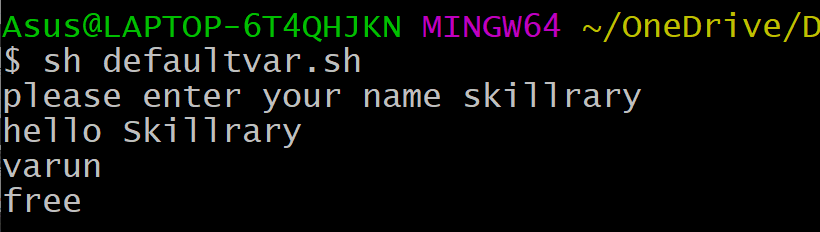 Asus@LAPTOP-6T4QHJKN MINGW64 ~/OneDrive/D
$ sh defaultvar.sh
please enter your name skillrary
hello Skillrary
varun
free